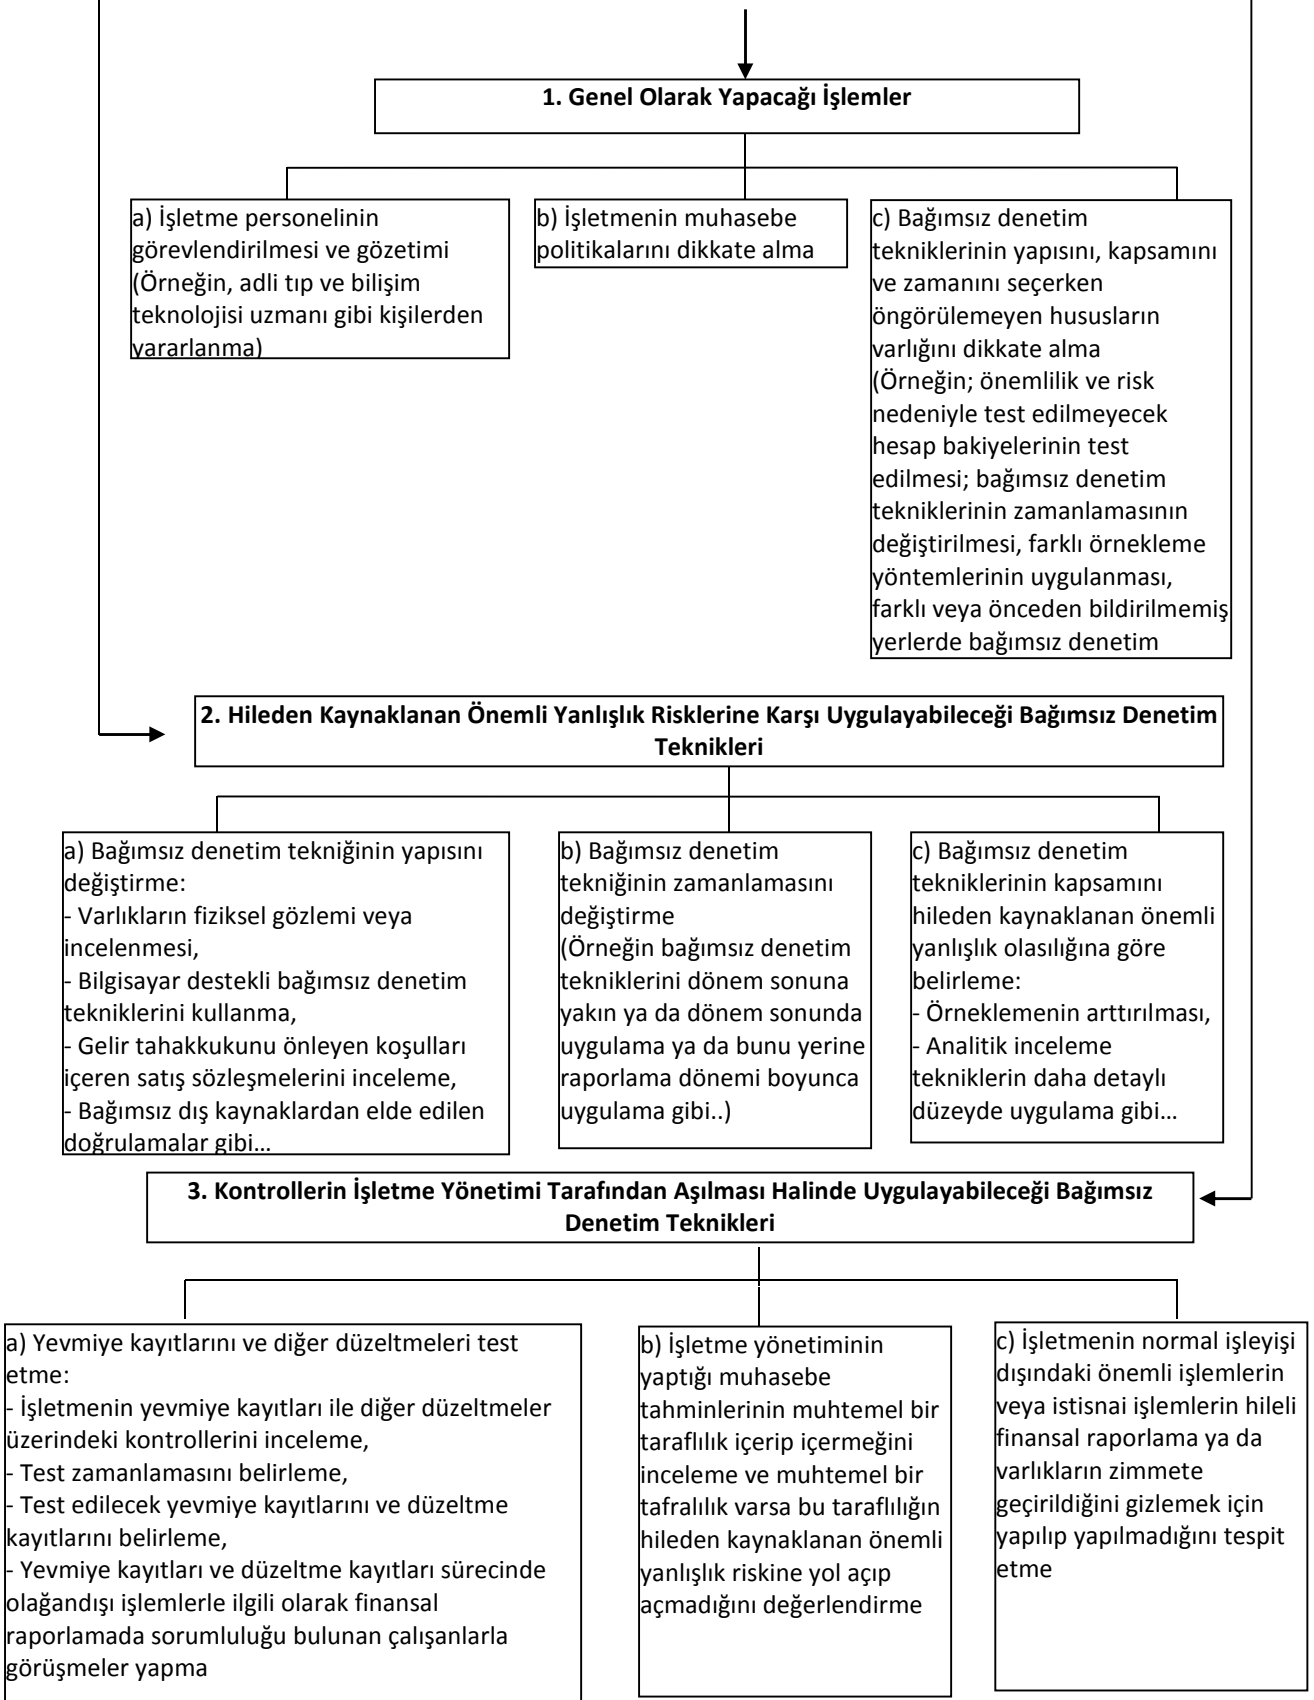 1. Genel Olarak Yapacağı İşlemler
a) İşletme personelinin
görevlendirilmesi ve gözetimi
(Örneğin, adli tıp ve bilişim
teknolojisi uzmanı gibi kişilerden
yararlanma)
b) İşletmenin muhasebe
politikalarını dikkate alma
c) Bağımsız denetim
tekniklerinin yapısını, kapsamını
ve zamanını seçerken
öngörülemeyen hususların
varlığını dikkate alma
(Örneğin; önemlilik ve risk
nedeniyle test edilmeyecek
hesap bakiyelerinin test
edilmesi; bağımsız denetim
tekniklerinin zamanlamasının
değiştirilmesi, farklı örnekleme
yöntemlerinin uygulanması,
farklı veya önceden bildirilmemiş
yerlerde bağımsız denetim
2. Hileden Kaynaklanan Önemli Yanlışlık Risklerine Karşı Uygulayabileceği Bağımsız Denetim
Teknikleri
a) Bağımsız denetim tekniğinin yapısını
değiştirme:
- Varlıkların fiziksel gözlemi veya
incelenmesi,
- Bilgisayar destekli bağımsız denetim
tekniklerini kullanma,
- Gelir tahakkukunu önleyen koşulları
içeren satış sözleşmelerini inceleme,
- Bağımsız dış kaynaklardan elde edilen
doğrulamalar gibi…
b) Bağımsız denetim
tekniğinin zamanlamasını
değiştirme
(Örneğin bağımsız denetim
tekniklerini dönem sonuna
yakın ya da dönem sonunda
uygulama ya da bunu yerine
raporlama dönemi boyunca
uygulama gibi..)
c) Bağımsız denetim
tekniklerinin kapsamını
hileden kaynaklanan önemli
yanlışlık olasılığına göre
belirleme:
- Örneklemenin arttırılması,
- Analitik inceleme
tekniklerin daha detaylı
düzeyde uygulama gibi…
3. Kontrollerin İşletme Yönetimi Tarafından Aşılması Halinde Uygulayabileceği Bağımsız
Denetim Teknikleri
a) Yevmiye kayıtlarını ve diğer düzeltmeleri test
etme:
- İşletmenin yevmiye kayıtları ile diğer düzeltmeler
üzerindeki kontrollerini inceleme,
- Test zamanlamasını belirleme,
- Test edilecek yevmiye kayıtlarını ve düzeltme
kayıtlarını belirleme,
- Yevmiye kayıtları ve düzeltme kayıtları sürecinde
olağandışı işlemlerle ilgili olarak finansal
raporlamada sorumluluğu bulunan çalışanlarla
görüşmeler yapma
b) İşletme yönetiminin
yaptığı muhasebe
tahminlerinin muhtemel bir
taraflılık içerip içermeğini
inceleme ve muhtemel bir
tafralılık varsa bu taraflılığın
hileden kaynaklanan önemli
yanlışlık riskine yol açıp
açmadığını değerlendirme
c) İşletmenin normal işleyişi
dışındaki önemli işlemlerin
veya istisnai işlemlerin hileli
finansal raporlama ya da
varlıkların zimmete
geçirildiğini gizlemek için
yapılıp yapılmadığını tespit
etme